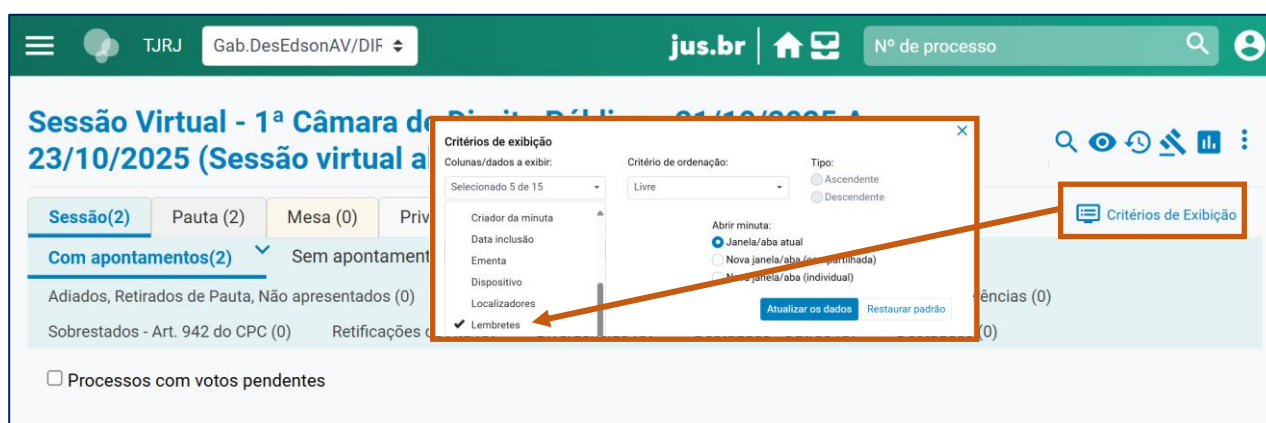 TJRJ
Gab.DesEdsonAV/DIR
jus.br
Nº de processo
Sessão Virtual - 1ª Câmara de
23/10/2025 (Sessão virtual
Critérios de Exibição
Sessão(2)
Pauta (2)
Mesa (0)
Com apontamentos(2)
Sem
Adiados, Retirados de Pauta, Não apresentados (0)
(0)
Sobrestados - Art. 942 do CPC (0)
Retificações
(0)
Processos com votos pendentes
Critérios de exibição
Colunas/dados a exibir:
Critério de ordenação:
Tipo:
Selecionado 5 de 15
Livre
Ascendente
Descendente
Criador da minuta
Data inclusão
Ementa
Dispositivo
Localizadores
Lembretes
Abrir minuta:
Janela/aba atual
Nova janela/aba (compartilhada)
Nova janela/aba (individual)
Atualizar os dados
Restaurar padrão